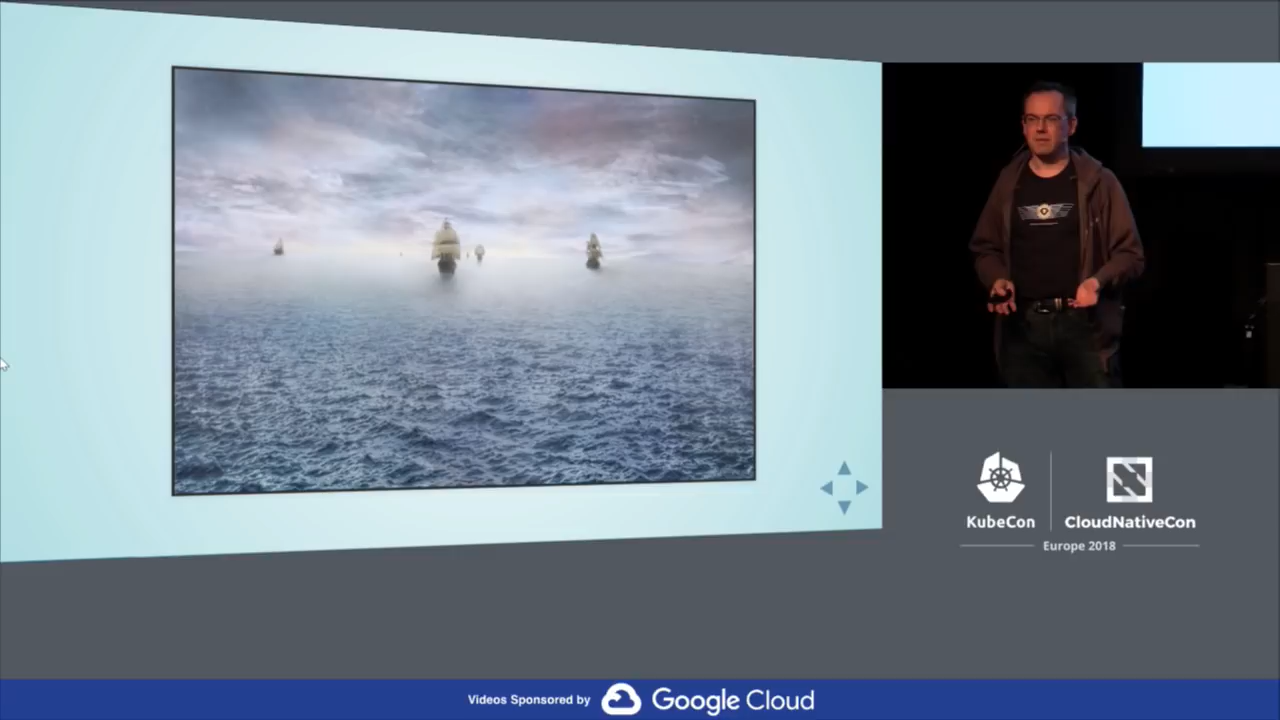 KubeCon
CloudNativeCon
Europe 2018
Videos Sponsored by
Google Cloud